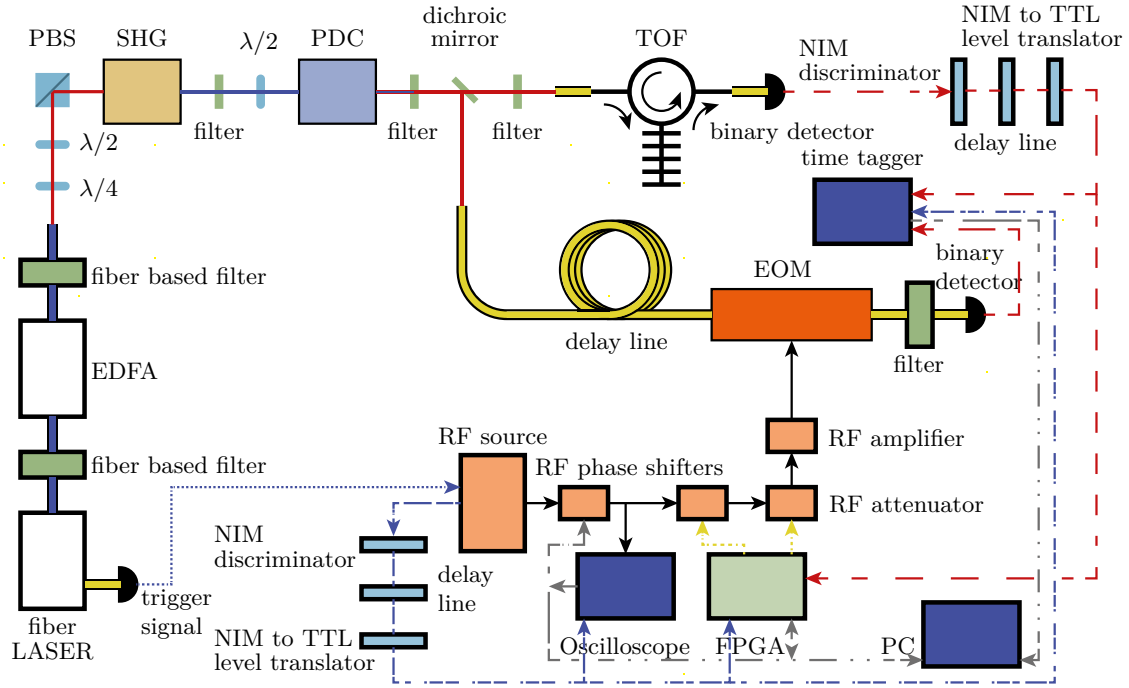 PBS
SHG
λ/2
PDC
dichroic
mirror
TOF
NIM
discriminator
NIM to TTL
level translator
filter
filter
filter
binary detector
delay line
λ/2
λ/4
time tagger
fiber based filter
EOM
binary
detector
delay line
filter
EDFA
RF source
RF amplifier
fiber based filter
RF phase shifters
RF attenuator
NIM
discriminator
delay
line
trigger
signal
fiber
LASER
NIM to TTL
level translator
Oscilloscope
FPGA
PC